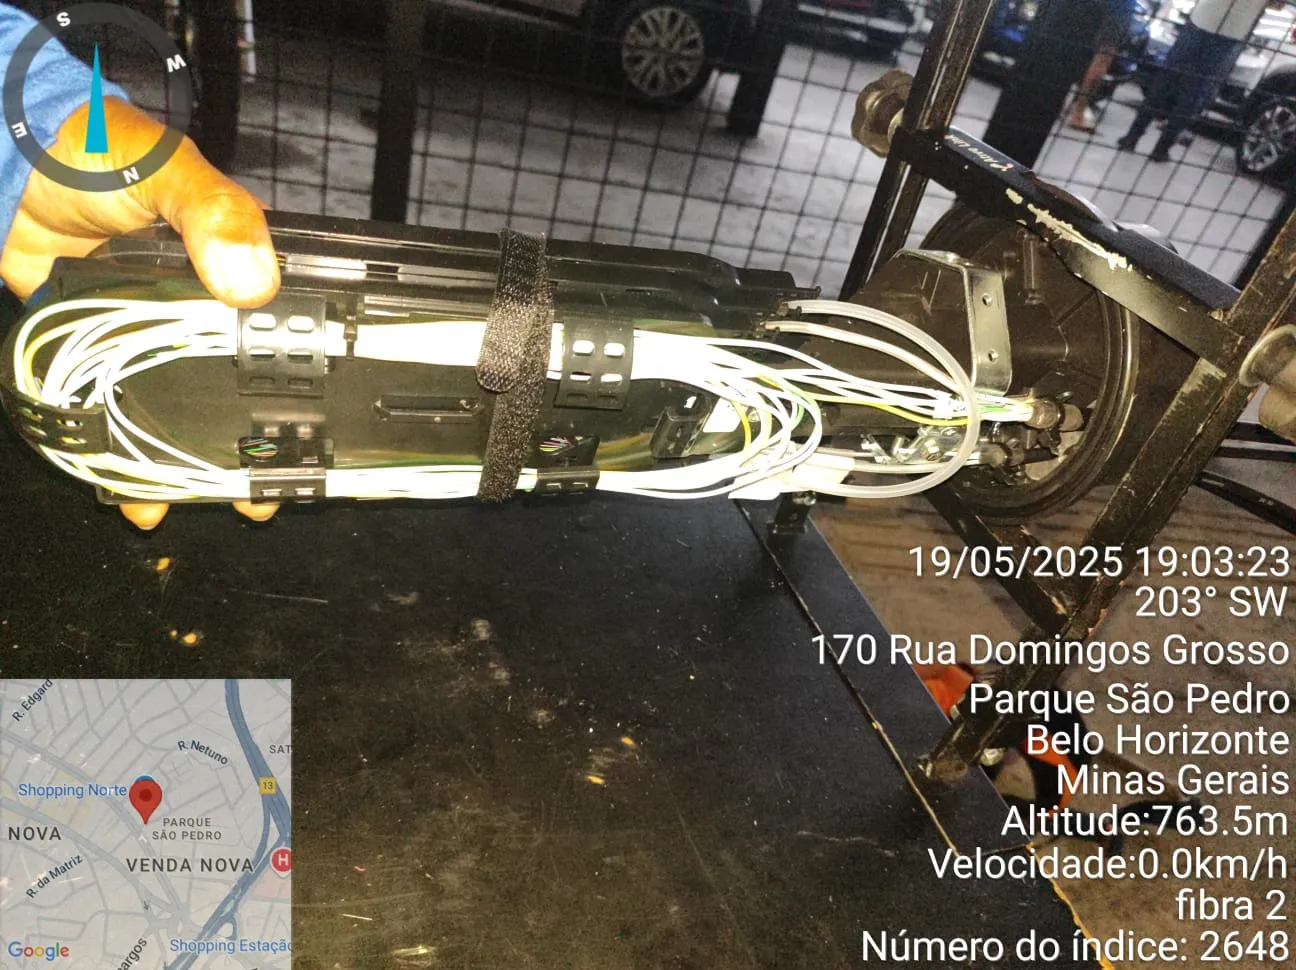 S
W
E
N
19/05/2025 19:03:23
203° SW
170 Rua Domingos Grosso
Parque São Pedro
Belo Horizonte
Minas Gerais
Altitude:763.5m
Velocidade:0.0km/h
fibra 2
Número do índice: 2648
R. Edgard
R. Netuno
SAT
13
Shopping Norte
PARQUE
SÃO PEDRO
NOVA
VENDA NOVA
H
R. da Matriz
Shopping Estação
Google